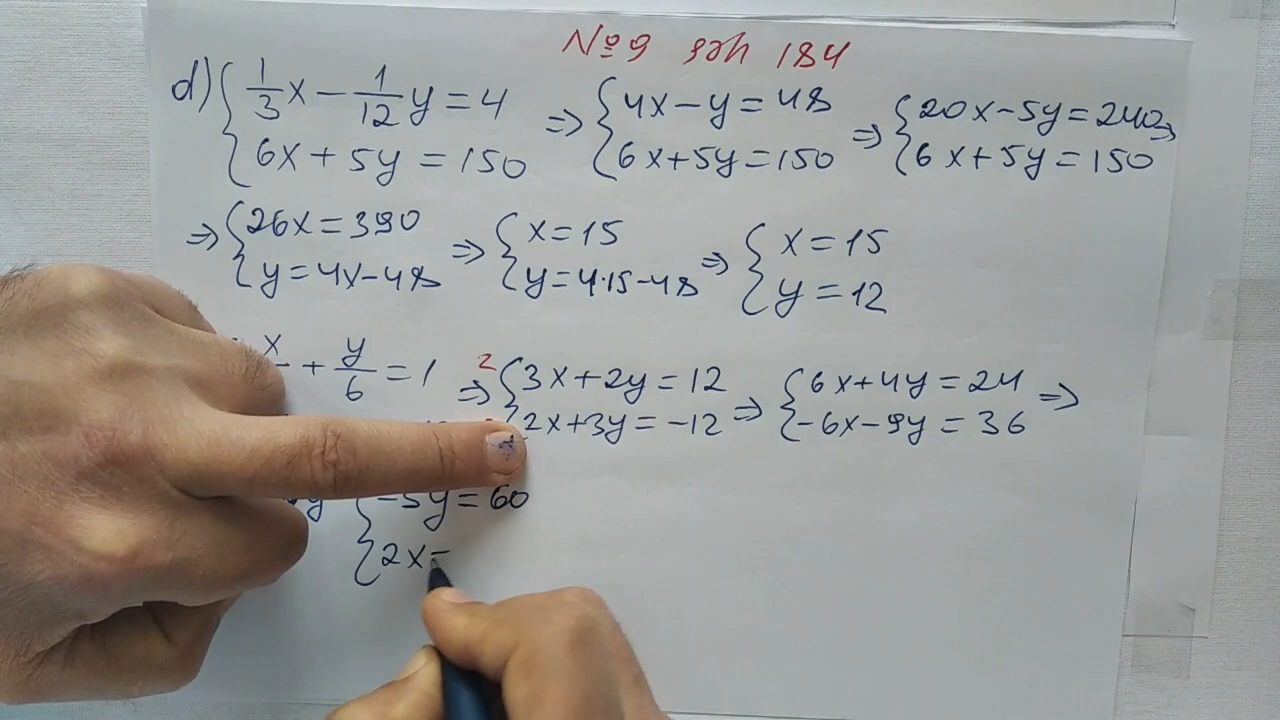 №9 səh 184
d) { 1/3 x − 1/12 y = 4 ⇒ { 4x − y = 48 ⇒ { 20x − 5y = 240 ⇒
6x + 5y = 150 6x + 5y = 150 6x + 5y = 150
⇒ { 26x = 390 ⇒ { x = 15 ⇒ { x = 15
y = 4x − 48 y = 4·15 − 48 y = 12
x + y/6 = 1 ⇒ 2 { 3x + 2y = 12 ⇒ { 6x + 4y = 24 ⇒
2x + 3y = −12 −6x − 9y = 36
y { −5y = 60
2x =